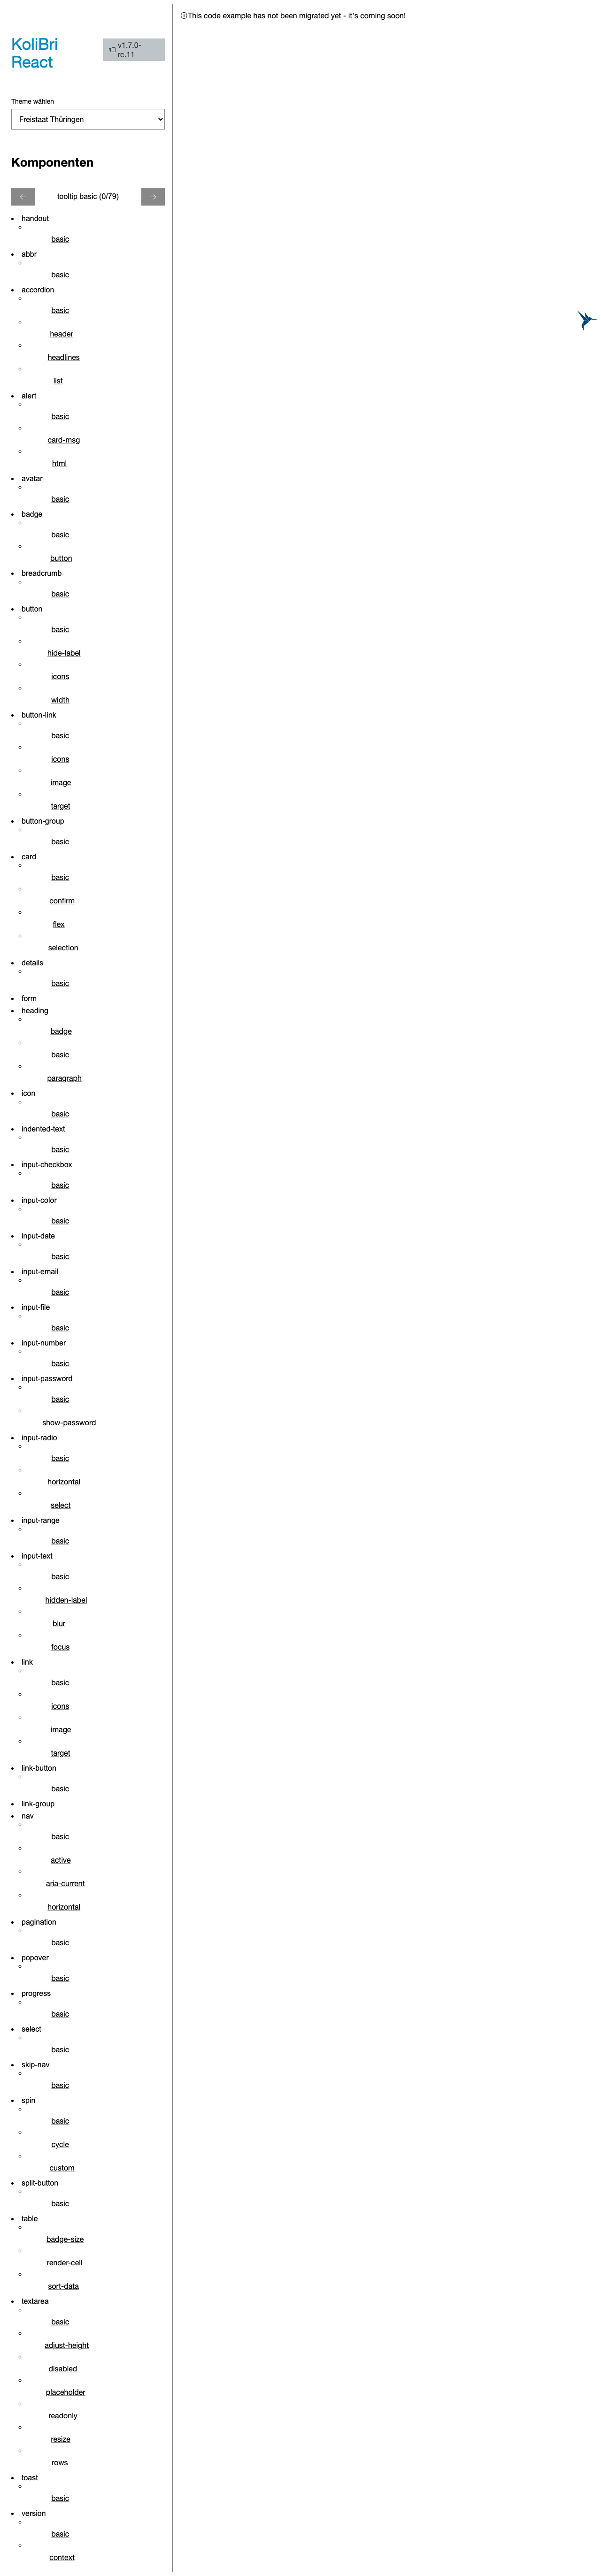 KoliBri
React
v1.7.0-
rc.11
Theme wählen
Freistaat Thüringen
Komponenten
tooltip basic (0/79)
handout
basic
abbr
basic
accordion
basic
header
headlines
list
alert
basic
card-msg
html
avatar
basic
badge
basic
button
breadcrumb
basic
button
basic
hide-label
icons
width
button-link
basic
icons
image
target
button-group
basic
card
basic
confirm
flex
selection
details
basic
form
heading
badge
basic
paragraph
icon
basic
indented-text
basic
input-checkbox
basic
input-color
basic
input-date
basic
input-email
basic
input-file
basic
input-number
basic
input-password
basic
show-password
input-radio
basic
horizontal
select
input-range
basic
input-text
basic
hidden-label
blur
focus
link
basic
icons
image
target
link-button
basic
link-group
nav
basic
active
aria-current
horizontal
pagination
basic
popover
basic
progress
basic
select
basic
skip-nav
basic
spin
basic
cycle
custom
split-button
basic
table
badge-size
render-cell
sort-data
textarea
basic
adjust-height
disabled
placeholder
readonly
resize
rows
toast
basic
version
basic
context
This code example has not been migrated yet - it's coming soon!